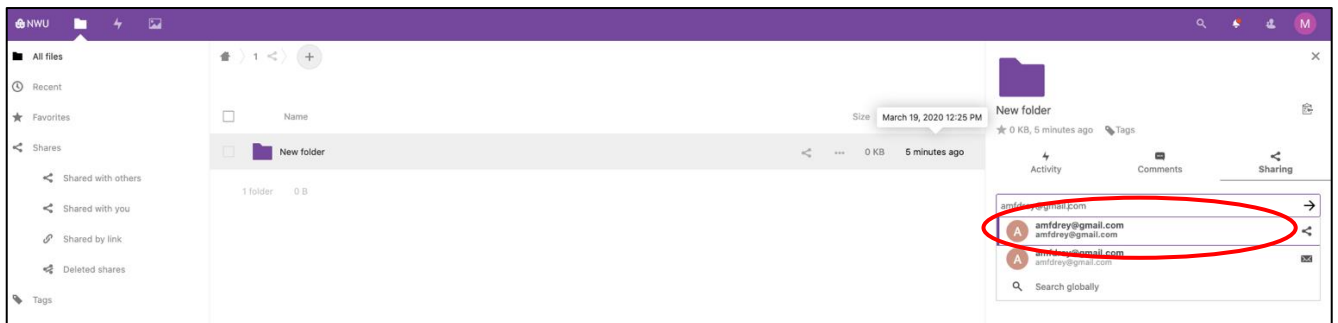 NWU
M
All files
Recent
Favorites
Shares
Shared with others
Shared with you
Shared by link
Deleted shares
Tags
1
+
Name
Size
March 19, 2020 12:25 PM
New folder
0 KB
5 minutes ago
1 folder 0 B
New folder
0 KB, 5 minutes ago Tags
Activity
Comments
Sharing
amfdrey@gmail.com
A
amfdrey@gmail.com
amfdrey@gmail.com
A
amfdrey@gmail.com
amfdrey@gmail.com
Search globally